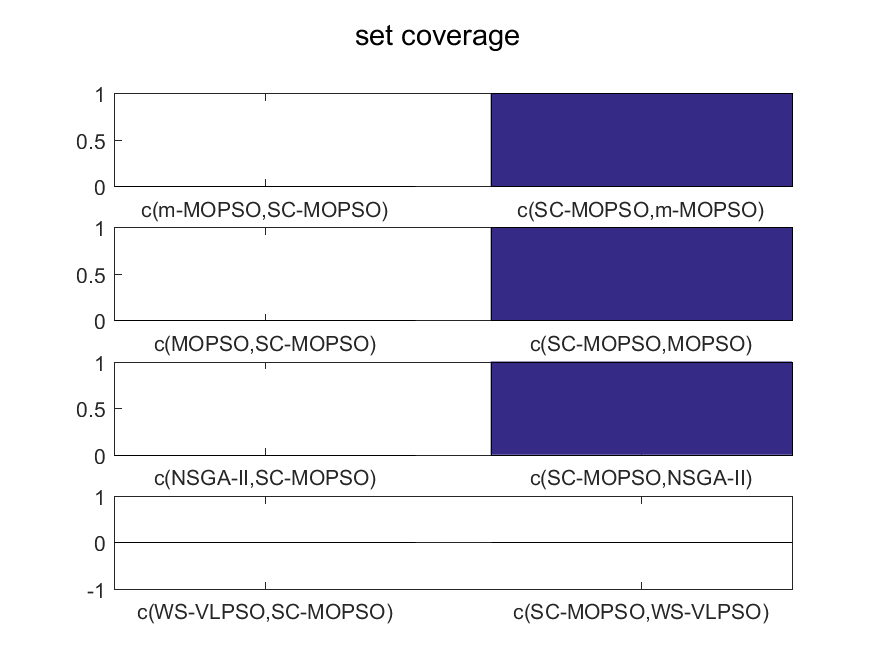 set coverage
1
0.5
0
c(m-MOPSO,SC-MOPSO) c(SC-MOPSO,m-MOPSO)
1
0.5
0
c(MOPSO,SC-MOPSO) c(SC-MOPSO,MOPSO)
1
0.5
0
c(NSGA-II,SC-MOPSO) c(SC-MOPSO,NSGA-II)
1
0
-1
c(WS-VLPSO,SC-MOPSO) c(SC-MOPSO,WS-VLPSO)